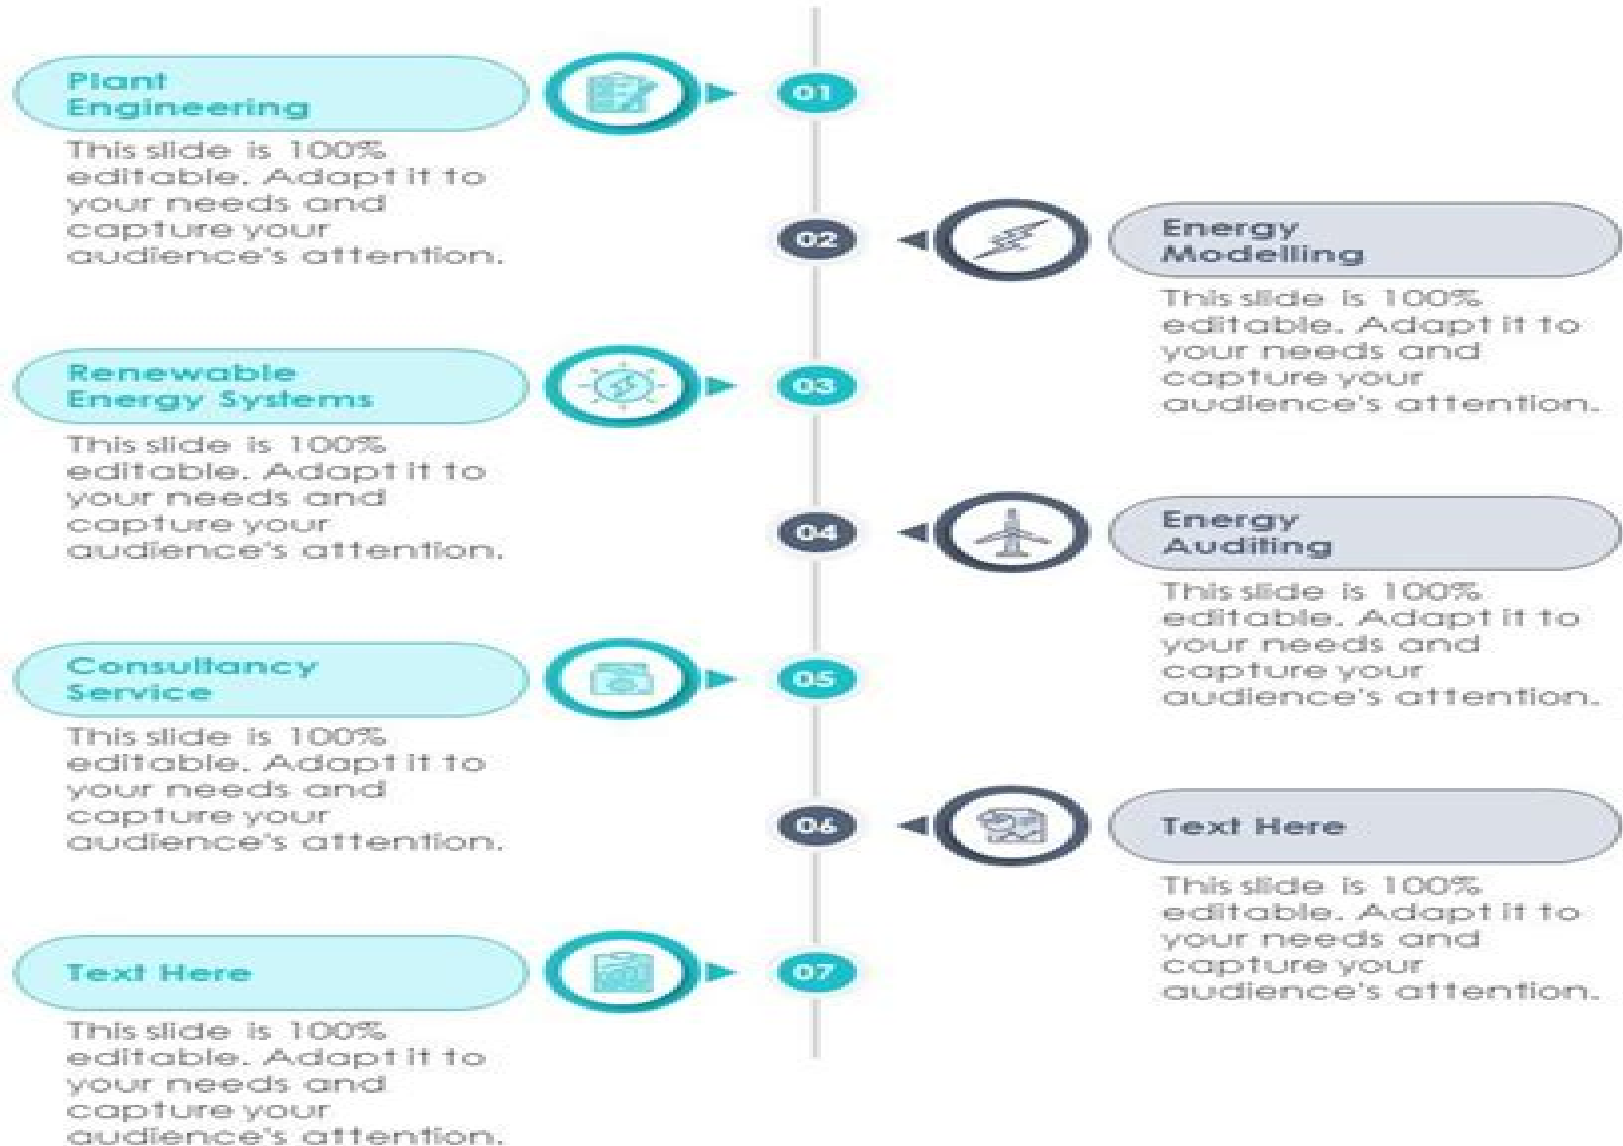 Plant
Engineering
This slide is 100%
editable. Adapt it to
your needs and
capture your
audience's attention.
01
02
Energy
Modelling
This slide is 100%
editable. Adapt it to
your needs and
capture your
audience's attention.
Renewable
Energy Systems
This slide is 100%
editable. Adapt it to
your needs and
capture your
audience's attention.
03
04
Energy
Auditing
This slide is 100%
editable. Adapt it to
your needs and
capture your
audience's attention.
Consultancy
Service
This slide is 100%
editable. Adapt it to
your needs and
capture your
audience's attention.
05
06
Text Here
This slide is 100%
editable. Adapt it to
your needs and
capture your
audience's attention.
Text Here
This slide is 100%
editable. Adapt it to
your needs and
capture your
audience's attention.
07